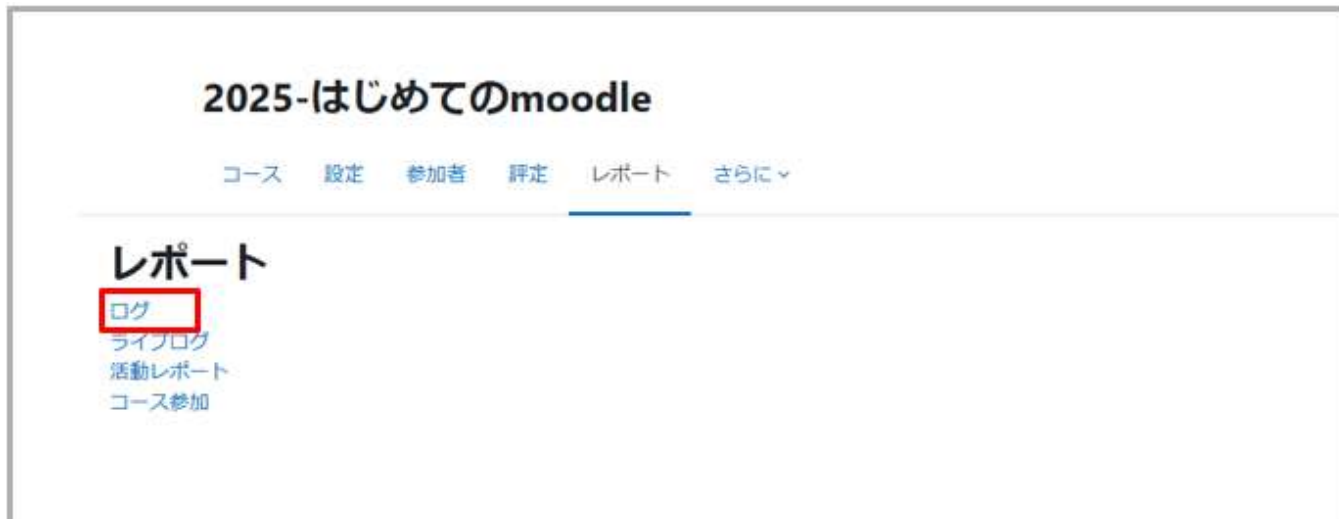 2025-はじめてのmoodle
コース 設定 参加者 評定 レポート さらに
レポート
ログ
ライブログ
活動レポート
コース参加